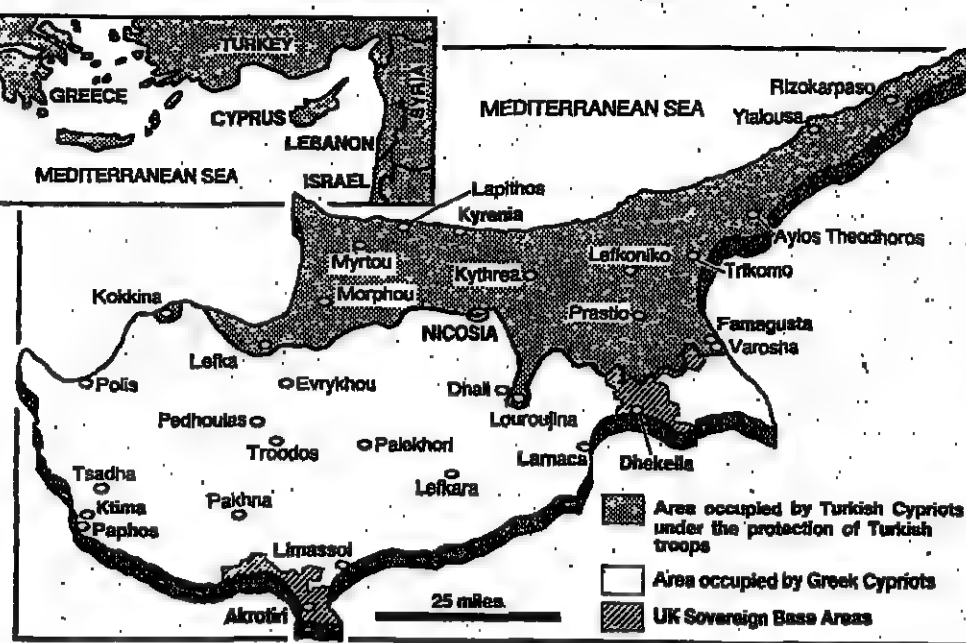 TURKEY
GREECE
CYPRUS
SYRIA
LEBANON
MEDITERRANEAN SEA
ISRAEL
MEDITERRANEAN SEA
Rizokarpaso
Yialousa
Lapithos
Kyrenia
Aylos Theodhoros
Myrtou
Kythrea
Lefkoniko
Trikomo
Kokkina
Morphou
NICOSIA
Prastio
Famagusta
Varosha
Lefka
Polis
Evrykhou
Dhali
Louroujina
Pedhoulas
Troodos
Palekhori
Larnaca
Dhekelia
Tsadha
Lefkara
Ktima
Pakhna
Paphos
Limassol
Akrotiri
25 miles
Area occupied by Turkish Cypriots
under the protection of Turkish
troops
Area occupied by Greek Cypriots
UK Sovereign Base Areas